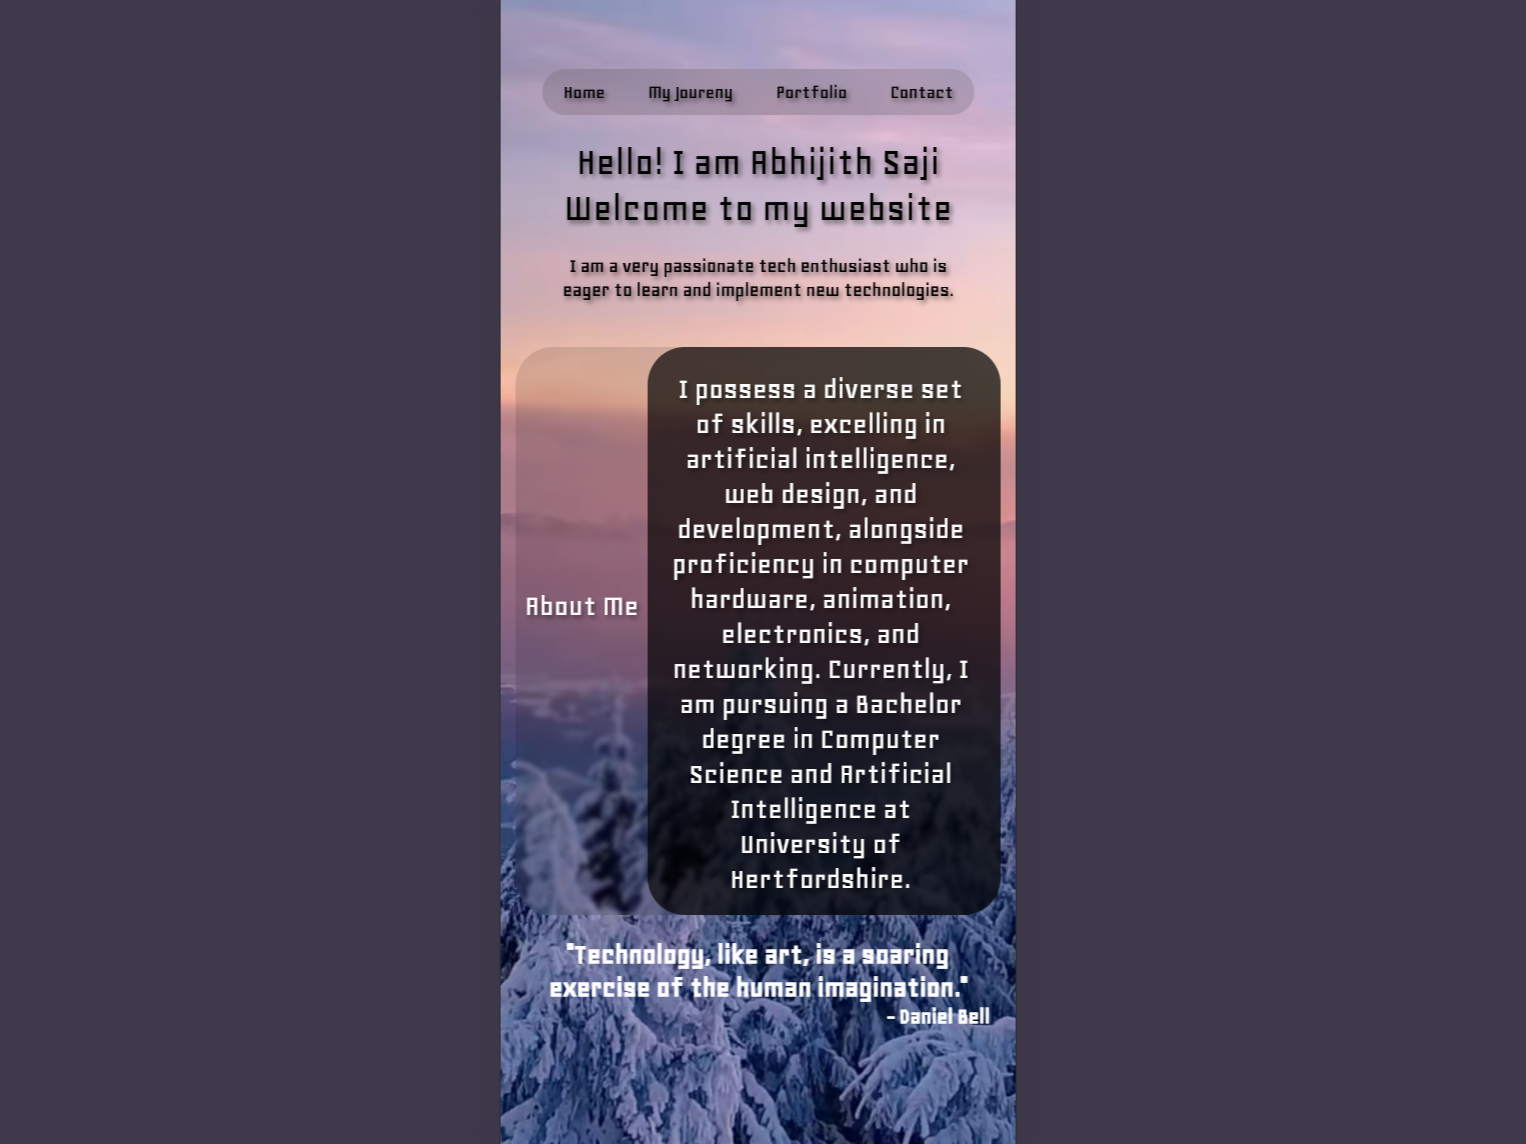 Home My Joureny Portfolio Contact
Hello! I am Abhijith Saji
Welcome to my website
I am a very passionate tech enthusiast who is
eager to learn and implement new technologies.
About Me
I possess a diverse set
of skills, excelling in
artificial intelligence,
web design, and
development, alongside
proficiency in computer
hardware, animation,
electronics, and
networking. Currently, I
am pursuing a Bachelor
degree in Computer
Science and Artificial
Intelligence at
University of
Hertfordshire.
"Technology, like art, is a soaring
exercise of the human imagination."
- Daniel Bell